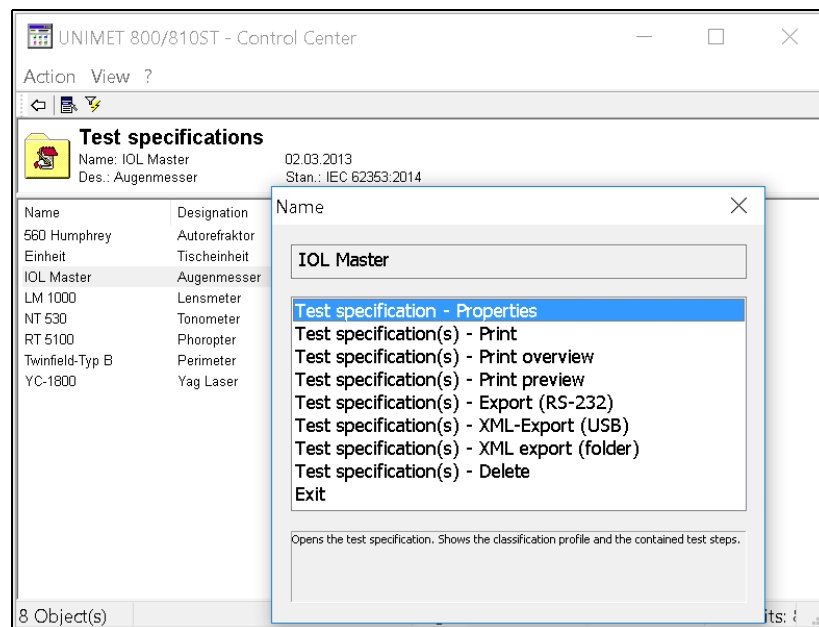 UNIMET 800/810ST - Control Center
Action View ?
Test specifications
Name: IOL Master 02.03.2013
Des.: Augenmesser Stan.: IEC 62353:2014
Name Designation
560 Humphrey Autorefraktor
Einheit Tischeinheit
IOL Master Augenmesser
LM 1000 Lensmeter
NT 530 Tonometer
RT 5100 Phoropter
Twinfield-Typ B Perimeter
YC-1800 Yag Laser
Name
IOL Master
Test specification - Properties
Test specification(s) - Print
Test specification(s) - Print overview
Test specification(s) - Print preview
Test specification(s) - Export (RS-232)
Test specification(s) - XML-Export (USB)
Test specification(s) - XML export (folder)
Test specification(s) - Delete
Exit
Opens the test specification. Shows the classification profile and the contained test steps.
8 Object(s)